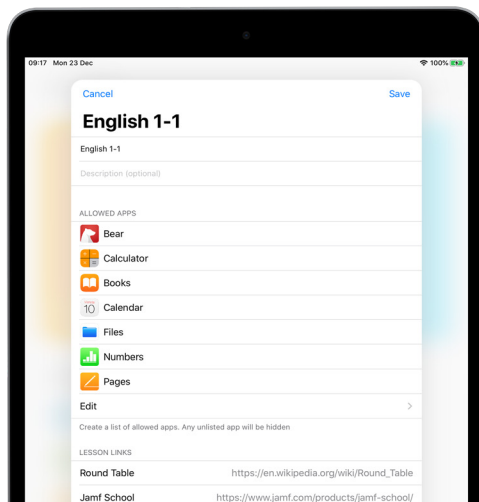 09:17 Mon 23 Dec 100%
Cancel Save
English 1-1
English 1-1
Description (optional)
ALLOWED APPS
Bear
Calculator
Books
10 Calendar
Files
Numbers
Pages
Edit
Create a list of allowed apps. Any unlisted app will be hidden
LESSON LINKS
Round Table https://en.wikipedia.org/wiki/Round_Table
Jamf School https://www.jamf.com/products/jamf-school/